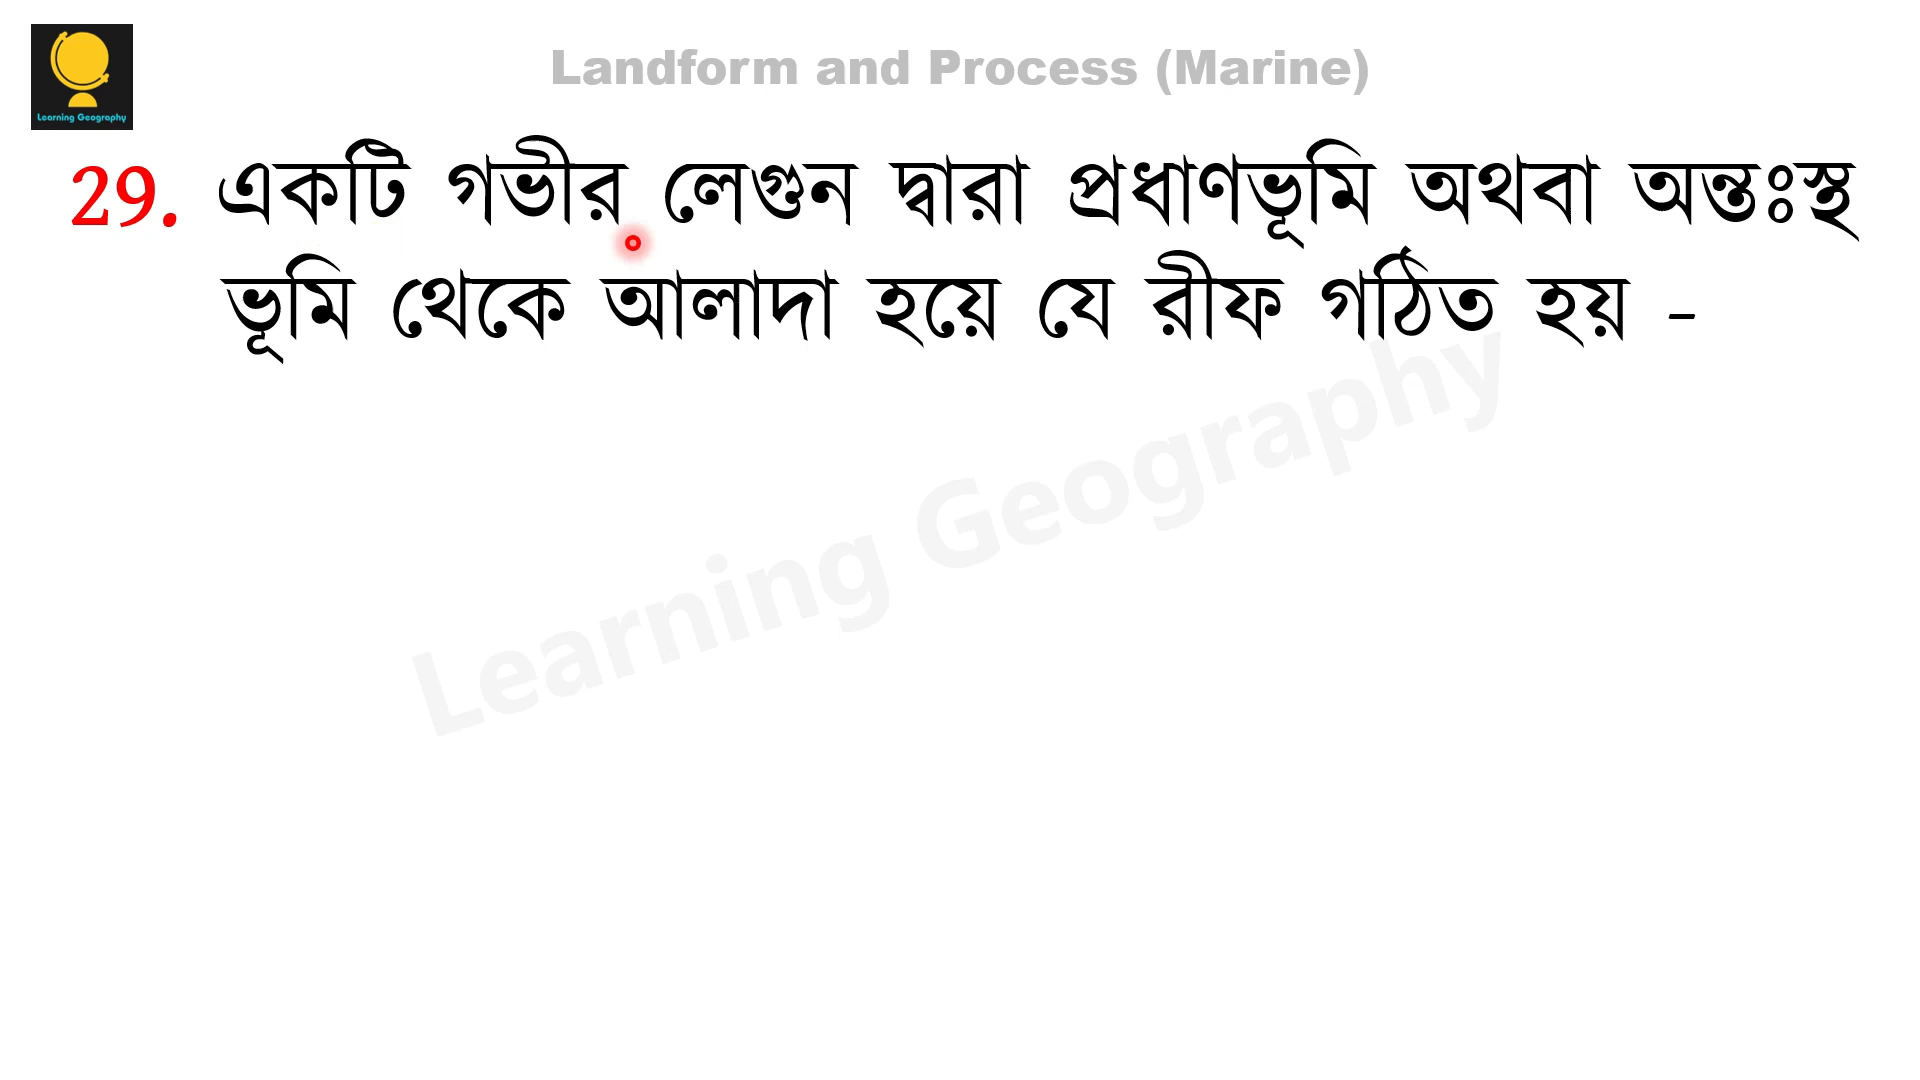 Landform and Process (Marine)
Learning Geography
29. একটি গভীর লেগুন দ্বারা প্রধাণভূমি অথবা অন্তঃস্থ
ভূমি থেকে আলাদা হয়ে যে রীফ গঠিত হয় -
Learning Geography